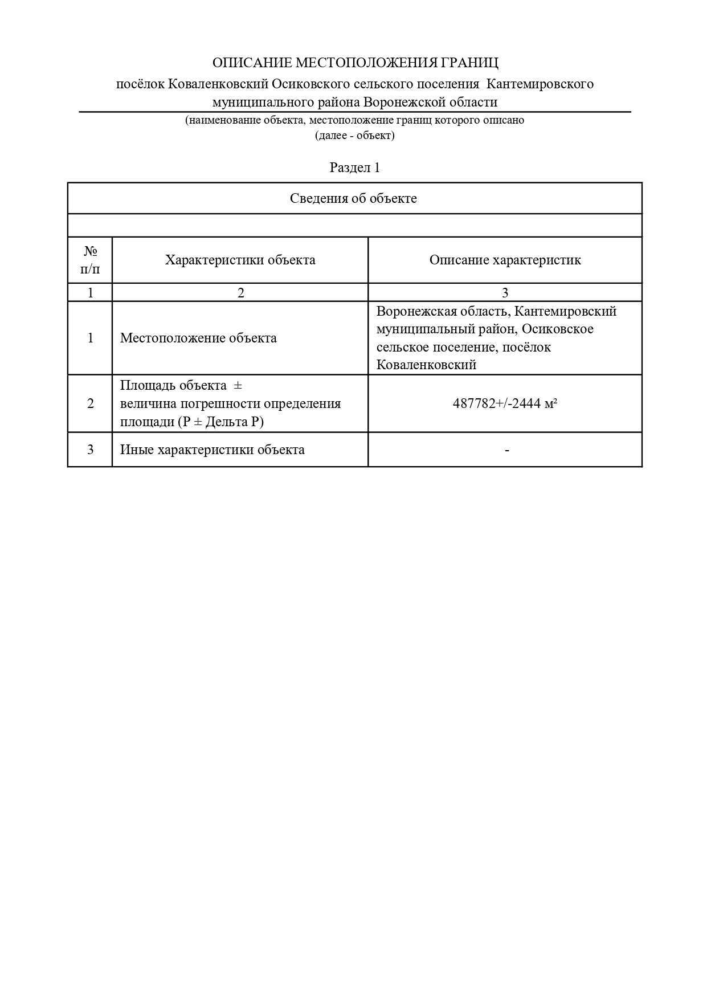 ОПИСАНИЕ МЕСТОПОЛОЖЕНИЯ ГРАНИЦ
посёлок Коваленковский Осиковского сельского поселения  Кантемировского
муниципального района Воронежской области
(наименование объекта, местоположение границ которого описано
(далее - объект)
Раздел 1
Сведения об объекте
№
п/п
Характеристики объекта
Описание характеристик
1
2
3
1
Местоположение объекта
Воронежская область, Кантемировский
муниципальный район, Осиковское
сельское поселение, посёлок
Коваленковский
2
Площадь объекта  ±
величина погрешности определения
площади (P ± Дельта P)
487782+/-2444 м²
3
Иные характеристики объекта
-